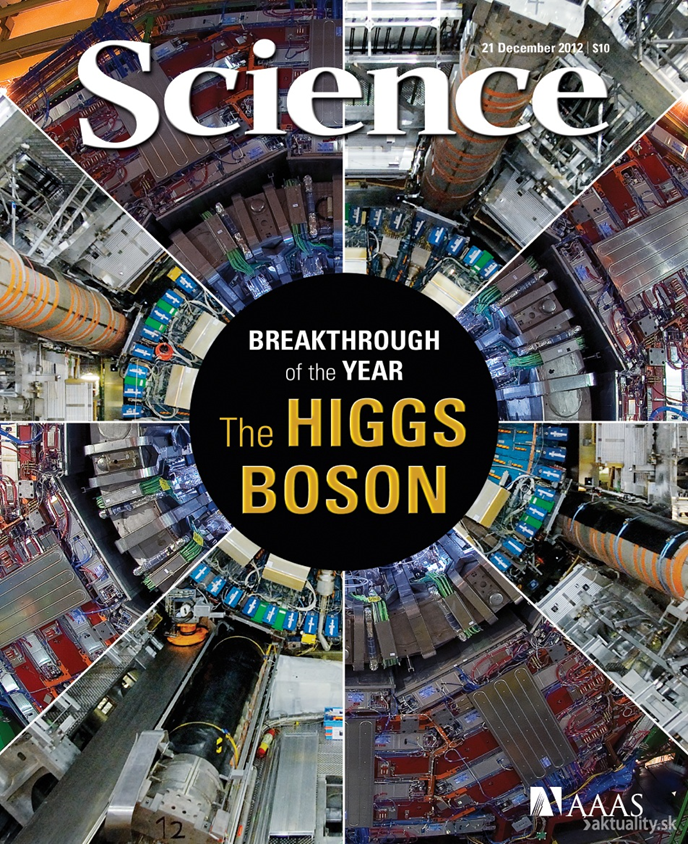 21 December 2012 | $10
Science
BREAKTHROUGH
of the YEAR
The HIGGS
BOSON
12
AAAS
aktuality.sk